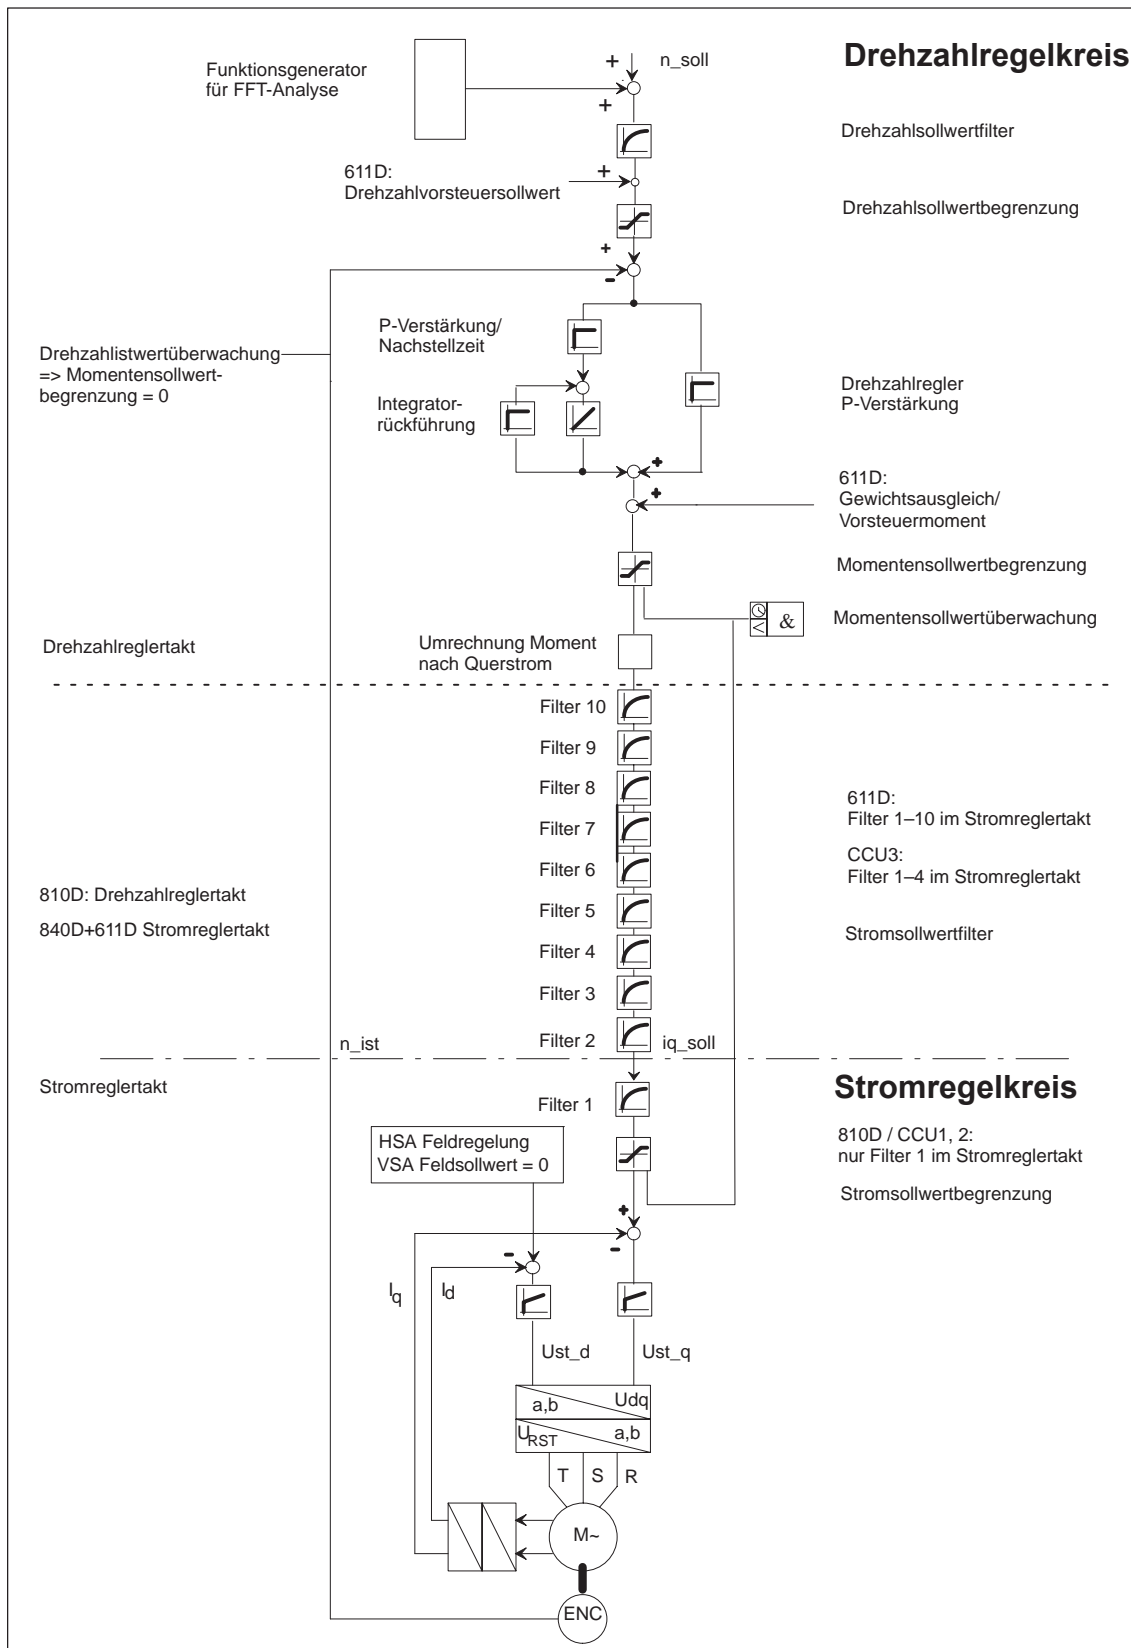 Drehzahlregelkreis
n_soll
+
Funktionsgenerator
für FFT-Analyse
+
Drehzahlsollwertfilter
611D:
Drehzahlvorsteuersollwert
+
Drehzahlsollwertbegrenzung
+
-
P-Verstärkung/
Nachstellzeit
Drehzahlistwertüberwachung
=> Momentensollwert-
begrenzung = 0
Integrator-
rückführung
Drehzahlregler
P-Verstärkung
+
611D:
Gewichtsausgleich/
Vorsteuermoment
+
Momentensollwertbegrenzung
<
&
Momentensollwertüberwachung
Drehzahlreglertakt
Umrechnung Moment
nach Querstrom
Filter 10
Filter 9
Filter 8
Filter 7
Filter 6
Filter 5
Filter 4
Filter 3
Filter 2
611D:
Filter 1–10 im Stromreglertakt
CCU3:
Filter 1–4 im Stromreglertakt
810D: Drehzahlreglertakt
840D+611D Stromreglertakt
Stromsollwertfilter
n_ist
iq_soll
Stromreglertakt
Stromregelkreis
Filter 1
810D / CCU1, 2:
nur Filter 1 im Stromreglertakt
HSA Feldregelung
VSA Feldsollwert = 0
Stromsollwertbegrenzung
+
-
-
Iq
Id
Ust_d
Ust_q
a,b
Udq
URST
a,b
T
S
R
M~
ENC